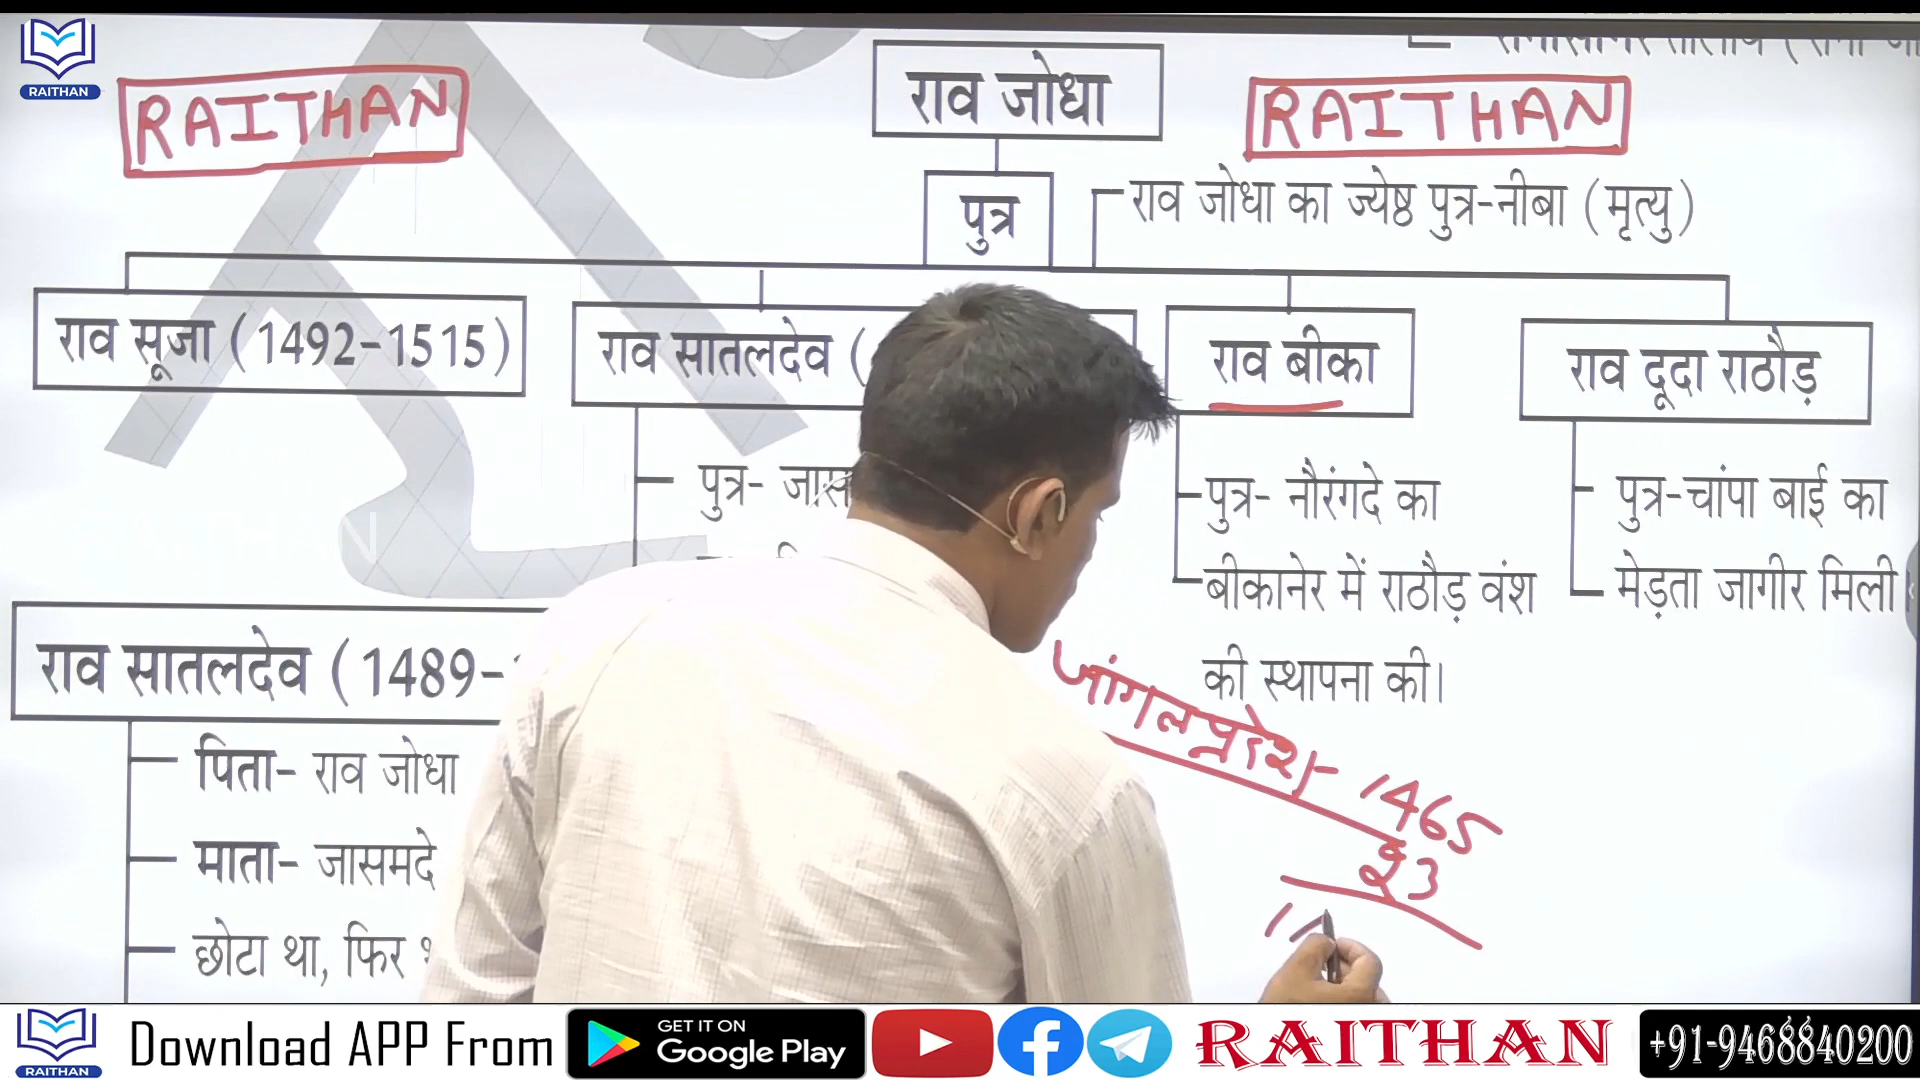 RAITHAN
RAITHAN
राव जोधा
RAITHAN
पुत्र
राव जोधा का ज्येष्ठ पुत्र-नीबा (मृत्यु)
राव सूजा (1492-1515)
राव सातलदेव (
राव बीका
राव दूदा राठौड़
पुत्र-
पुत्र- नौरंगदे का
पुत्र-चांपा बाई का
बीकानेर में राठौड़ वंश
मेड़ता जागीर मिली
की स्थापना की।
राव सातलदेव (1489-
पिता- राव जोधा
माता- जासमदे
छोटा था, फिर
जांगलप्रदेश- 1465
23
RAITHAN
Download APP From
GET IT ON
Google Play
RAITHAN
+91-9468840200